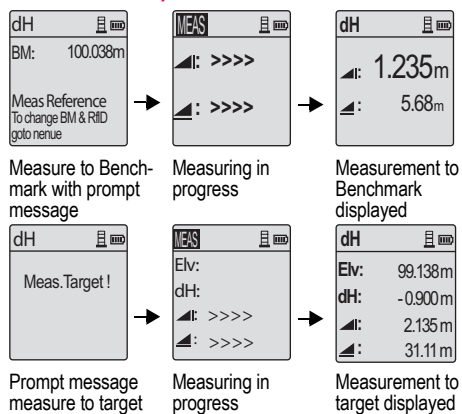 dH
BM: 100.038m
Meas Reference
To change BM & RfID
goto nenue
MEAS
: >>>>
: >>>>
dH
: 1.235m
: 5.68m
Measure to Bench-
mark with prompt
message
Measuring in
progress
Measurement to
Benchmark
displayed
dH
Meas.Target !
MEAS
Elv:
dH:
: >>>>
: >>>>
dH
Elv: 99.138m
dH: -0.900m
: 2.135m
: 31.11m
Prompt message
measure to target
Measuring in
progress
Measurement to
target displayed